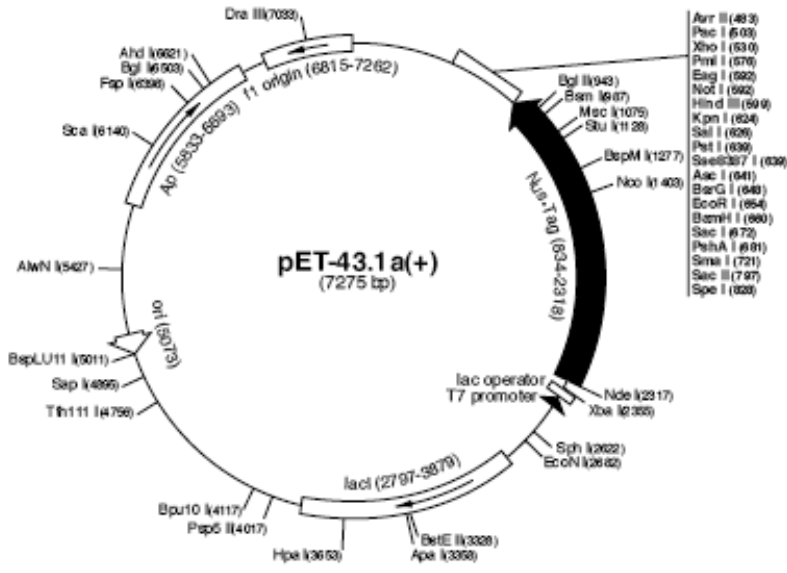 Dra III(7033)
Ahd I(6621)
Bgl I(6503)
Fsp I(6398)
Sca I(6140)
f1 origin (6815-7262)
Ap (5833-6693)
AlwN I(5427)
ori (5073)
BspLU11 I(5011)
Sap I(4895)
Tth111 I(4756)
Bpu10 I(4117)
Psp5 II(4017)
Hpa I(3653)
Apa I(3358)
BstE II(3328)
lacI (2797-3879)
EcoN I(2682)
Sph I(2622)
Xba I(2355)
Nde I(2317)
lac operator
T7 promoter
pET-43.1a(+)
(7275 bp)
Nus•Tag (834-2318)
Nco I(1403)
BspM I(1277)
Stu I(1128)
Msc I(1075)
Bsm I(987)
Bgl II(943)
Avr II (483)
Pac I (503)
Xho I (530)
Pml I (576)
Eag I (592)
Not I (592)
Hind III (599)
Kpn I (624)
Sal I (626)
Pst I (639)
Sse8387 I (639)
Asc I (641)
BsrG I (648)
EcoR I (654)
BamH I (660)
Sac I (672)
PshA I (681)
Sma I (721)
Sac II (797)
Spe I (828)